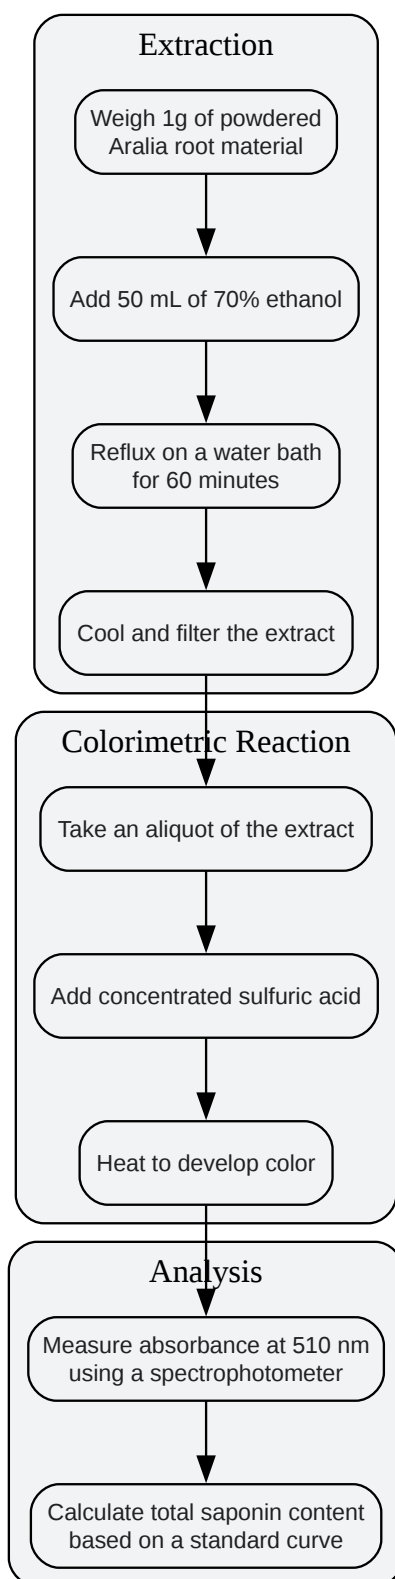 Extraction
Weigh 1g of powdered
Aralia root material
Add 50 mL of 70% ethanol
Reflux on a water bath
for 60 minutes
Cool and filter the extract
Colorimetric Reaction
Take an aliquot of the extract
Add concentrated sulfuric acid
Heat to develop color
Analysis
Measure absorbance at 510 nm
using a spectrophotometer
Calculate total saponin content
based on a standard curve